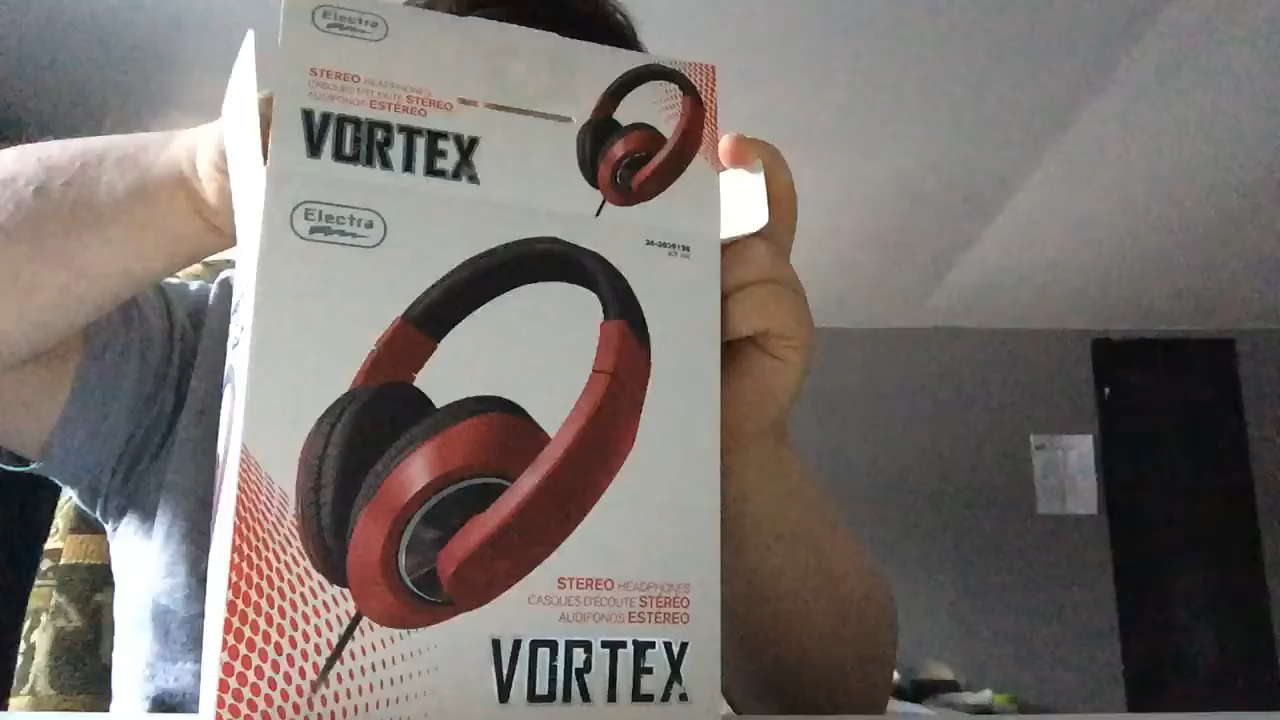 Electra
STEREO HEADPHONES
CASQUES D'ÉCOUTE STÉRÉO
AUDÍFONOS ESTÉREO
VORTEX
Electra
STEREO HEADPHONES
CASQUES D'ÉCOUTE STÉRÉO
AUDÍFONOS ESTÉREO
VORTEX